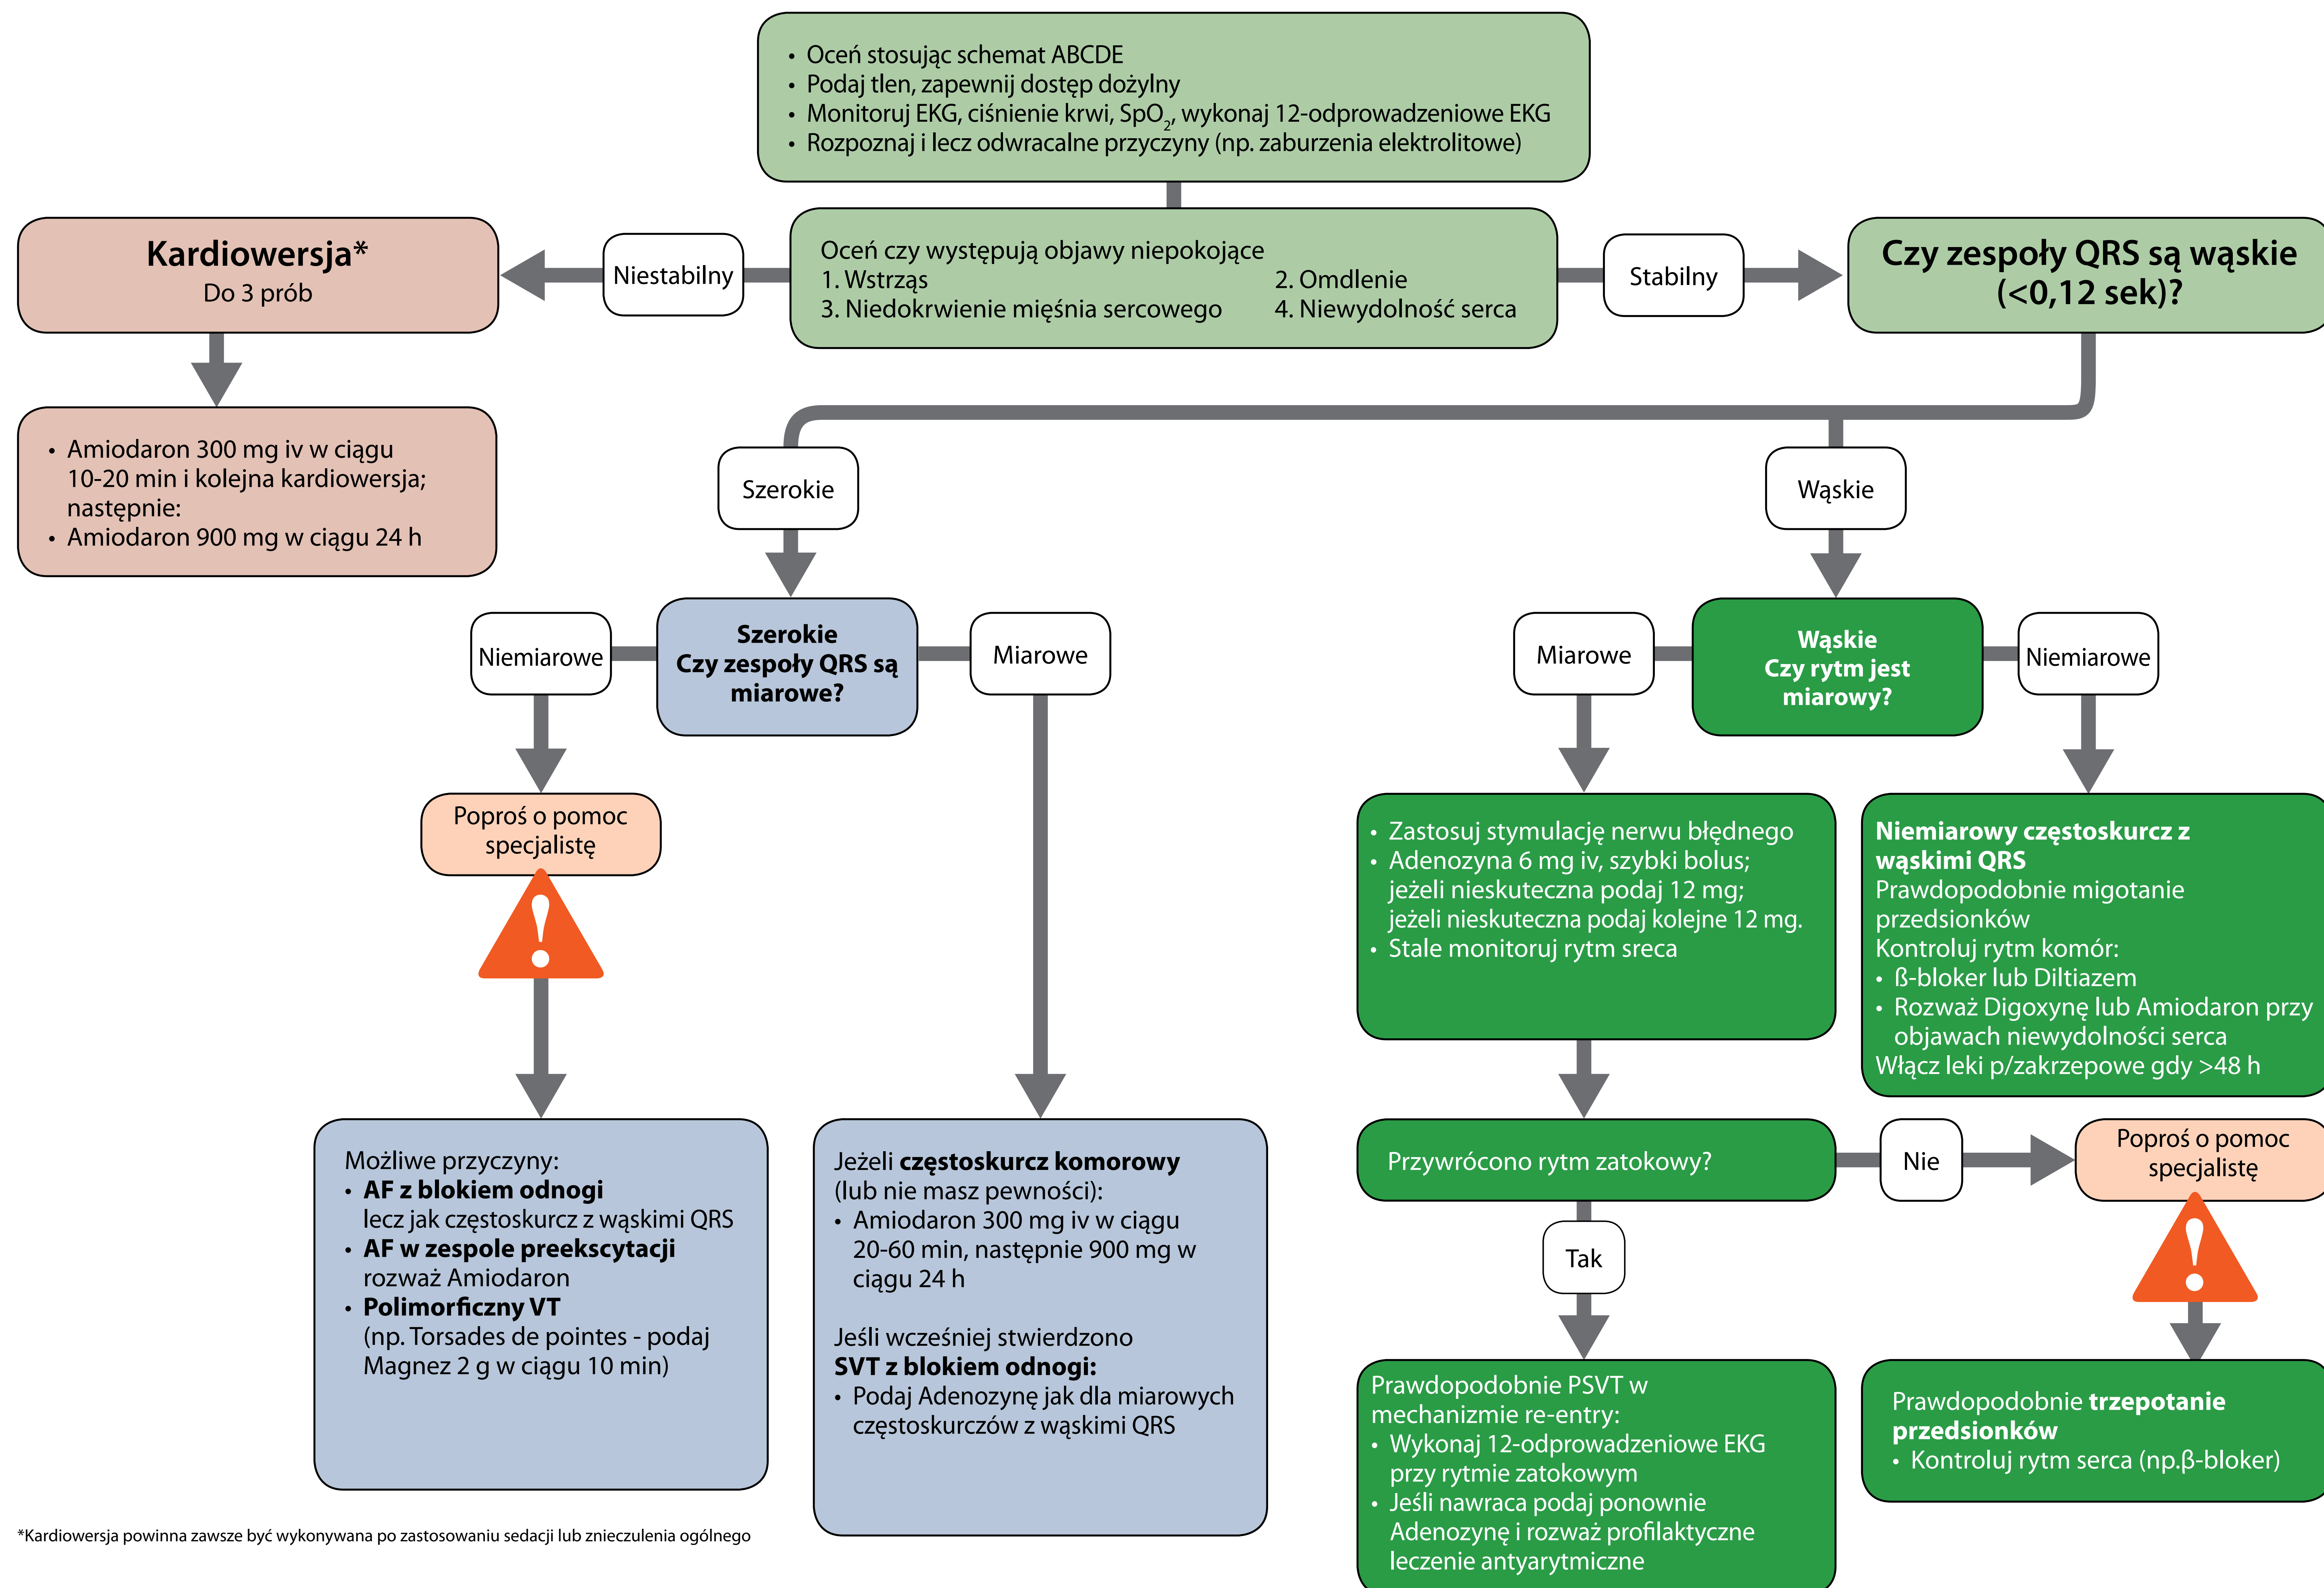 • Oceń stosując schemat ABCDE
• Podaj tlen, zapewnij dostęp dożylny
• Monitoruj EKG, ciśnienie krwi, SpO2, wykonaj 12-odprowadzeniowe EKG
• Rozpoznaj i lecz odwracalne przyczyny (np. zaburzenia elektrolitowe)
Kardiowersja*
Do 3 prób
Niestabilny
Oceń czy występują objawy niepokojące
1. Wstrząs 2. Omdlenie
3. Niedokrwienie mięśnia sercowego 4. Niewydolność serca
Stabilny
Czy zespoły QRS są wąskie
(<0,12 sek)?
• Amiodaron 300 mg iv w ciągu
10-20 min i kolejna kardiowersja;
następnie:
• Amiodaron 900 mg w ciągu 24 h
Szerokie
Wąskie
Niemiarowe
Szerokie
Czy zespoły QRS są
miarowe?
Miarowe
Miarowe
Wąskie
Czy rytm jest
miarowy?
Niemiarowe
Poproś o pomoc
specjalistę
!
• Zastosuj stymulację nerwu błędnego
• Adenozyna 6 mg iv, szybki bolus;
jeżeli nieskuteczna podaj 12 mg;
jeżeli nieskuteczna podaj kolejne 12 mg.
• Stale monitoruj rytm sreca
Niemiarowy częstoskurcz z
wąskimi QRS
Prawdopodobnie migotanie
przedsionków
Kontroluj rytm komór:
• ß-bloker lub Diltiazem
• Rozważ Digoxynę lub Amiodaron przy
objawach niewydolności serca
Włącz leki p/zakrzepowe gdy >48 h
Możliwe przyczyny:
• AF z blokiem odnogi
lecz jak częstoskurcz z wąskimi QRS
• AF w zespole preekscytacji
rozważ Amiodaron
• Polimorficzny VT
(np. Torsades de pointes - podaj
Magnez 2 g w ciągu 10 min)
Jeżeli częstoskurcz komorowy
(lub nie masz pewności):
• Amiodaron 300 mg iv w ciągu
20-60 min, następnie 900 mg w
ciągu 24 h
Jeśli wcześniej stwierdzono
SVT z blokiem odnogi:
• Podaj Adenozynę jak dla miarowych
częstoskurczów z wąskimi QRS
Przywrócono rytm zatokowy?
Nie
Poproś o pomoc
specjalistę
!
Tak
Prawdopodobnie PSVT w
mechanizmie re-entry:
• Wykonaj 12-odprowadzeniowe EKG
przy rytmie zatokowym
• Jeśli nawraca podaj ponownie
Adenozynę i rozważ profilaktyczne
leczenie antyarytmiczne
Prawdopodobnie trzepotanie
przedsionków
• Kontroluj rytm serca (np.β-bloker)
*Kardiowersja powinna zawsze być wykonywana po zastosowaniu sedacji lub znieczulenia ogólnego